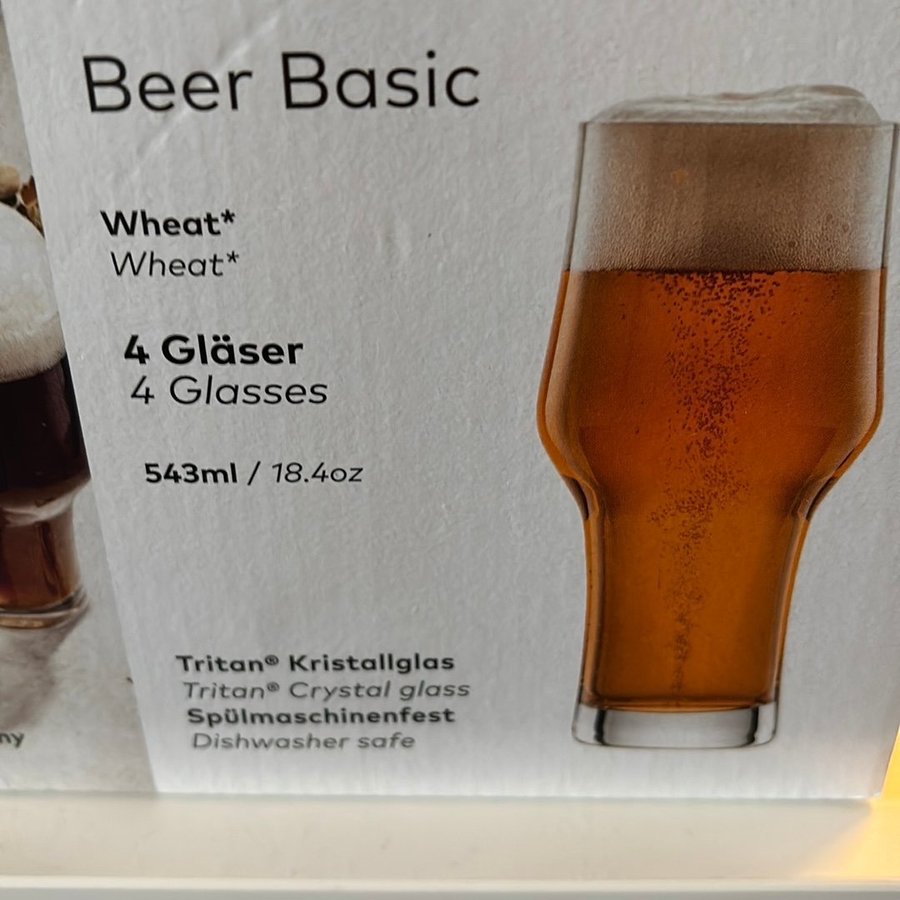 Beer Basic
Wheat*
Wheat*
4 Gläser
4 Glasses
543ml / 18.4oz
Tritan® Kristallglas
Tritan® Crystal glass
Spülmaschinenfest
Dishwasher safe